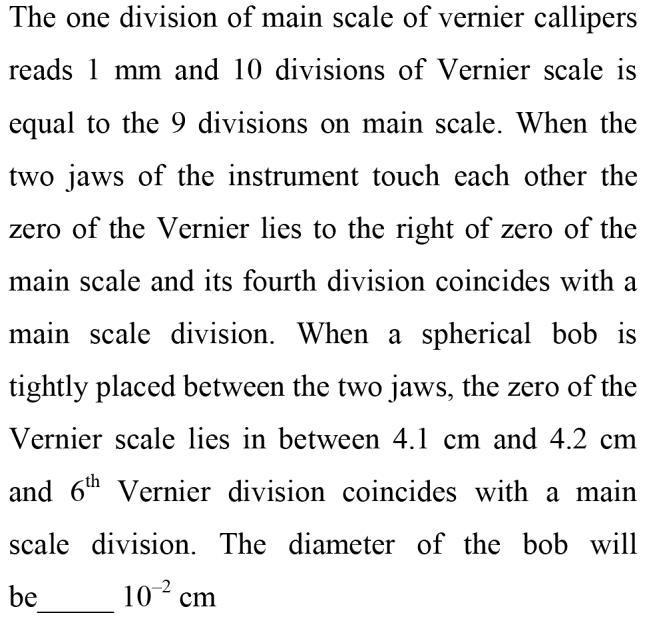 The one division of main scale of vernier callipers
reads 1 mm and 10 divisions of Vernier scale is
equal to the 9 divisions on main scale. When the
two jaws of the instrument touch each other the
zero of the Vernier lies to the right of zero of the
main scale and its fourth division coincides with a
main scale division. When a spherical bob is
tightly placed between the two jaws, the zero of the
Vernier scale lies in between 4.1 cm and 4.2 cm
and 6th Vernier division coincides with a main
scale division. The diameter of the bob will
be_____ 10⁻² cm